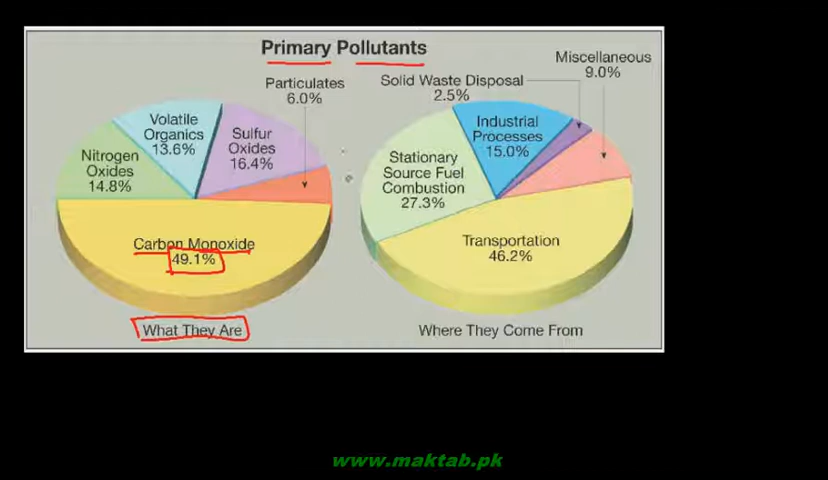 Primary Pollutants
Particulates
6.0%
Volatile
Organics
13.6%
Sulfur
Oxides
16.4%
Nitrogen
Oxides
14.8%
Carbon Monoxide
49.1%
What They Are
Miscellaneous
9.0%
Solid Waste Disposal
2.5%
Industrial
Processes
15.0%
Stationary
Source Fuel
Combustion
27.3%
Transportation
46.2%
Where They Come From
www.maktab.pk